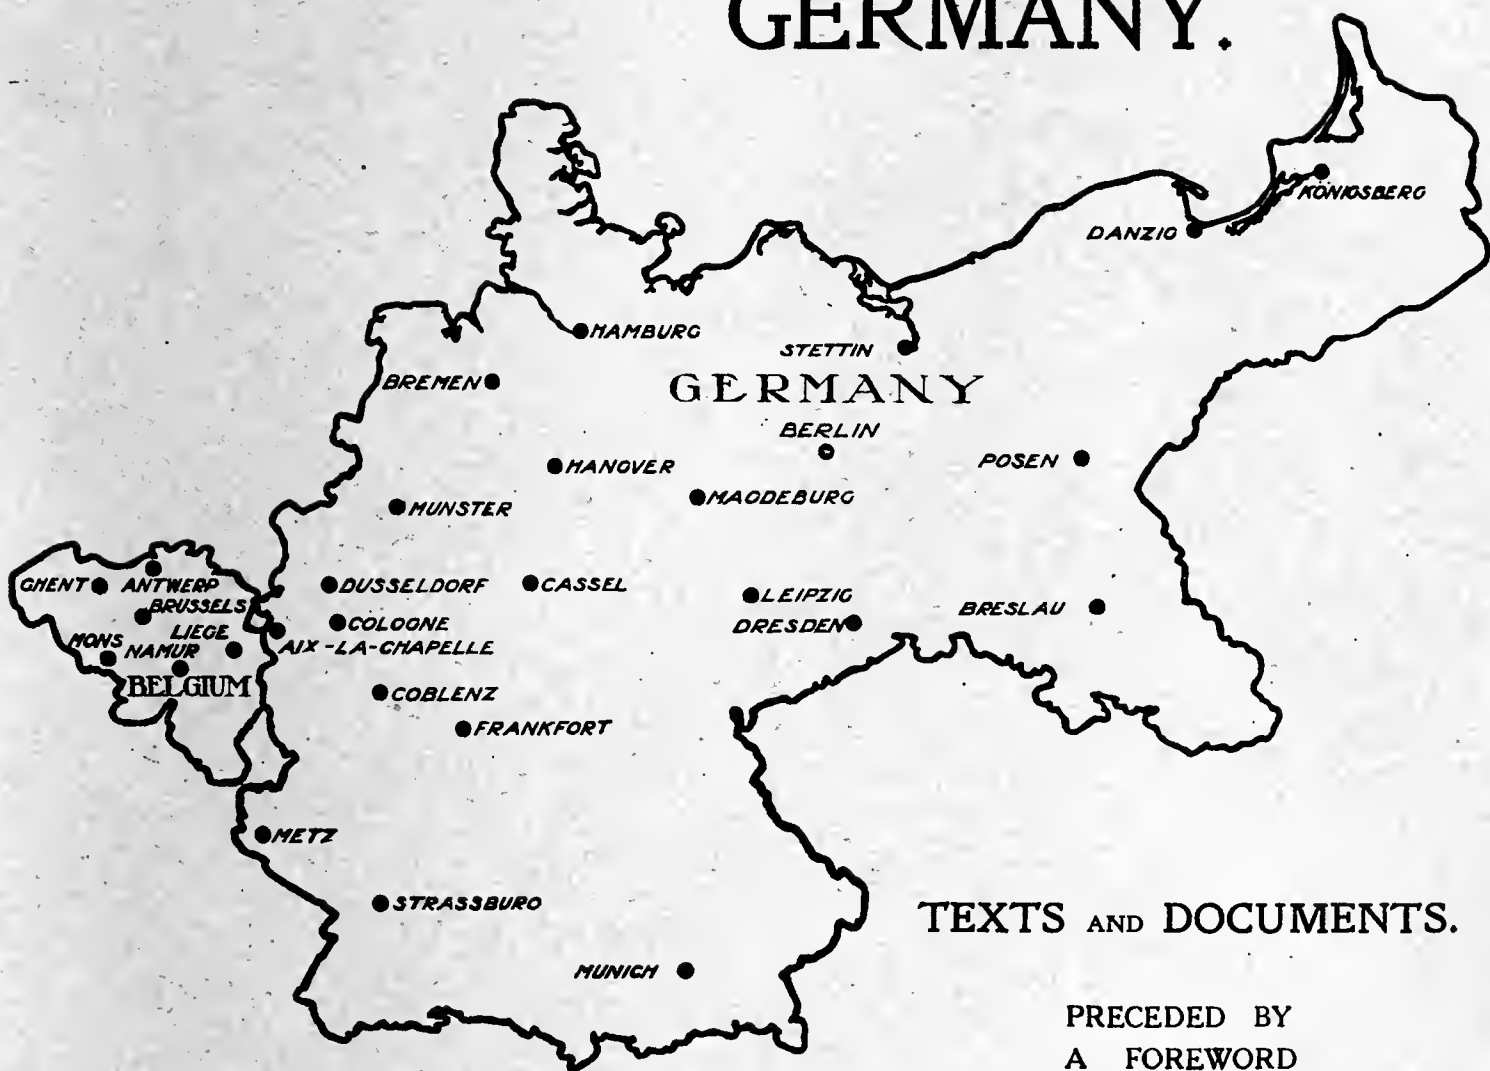 GERMANY.
KÖNIGSBERG
DANZIG
HAMBURG
STETTIN
BREMEN
GERMANY
BERLIN
HANOVER
POSEN
MAGDEBURG
MUNSTER
GHENT
ANTWERP
DUSSELDORF
CASSEL
LEIPZIG
BRESLAU
BRUSSELS
COLOGNE
DRESDEN
LIEGE
MONS
NAMUR
AIX-LA-CHAPELLE
BELGIUM
COBLENZ
FRANKFORT
METZ
STRASSBURG
TEXTS AND DOCUMENTS.
MUNICH
PRECEDED BY
A FOREWORD